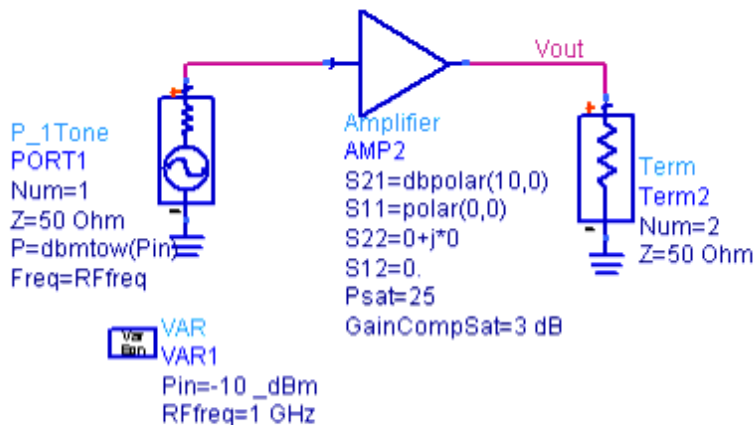 Vout
P_1Tone
PORT1
Num=1
Z=50 Ohm
P=dbmtow(Pin)
Freq=RFfreq
Amplifier
AMP2
S21=dbpolar(10,0)
S11=polar(0,0)
S22=0+j*0
S12=0.
Psat=25
GainCompSat=3 dB
Term
Term2
Num=2
Z=50 Ohm
Var
Eqn
VAR
VAR1
Pin=-10 _dBm
RFfreq=1 GHz